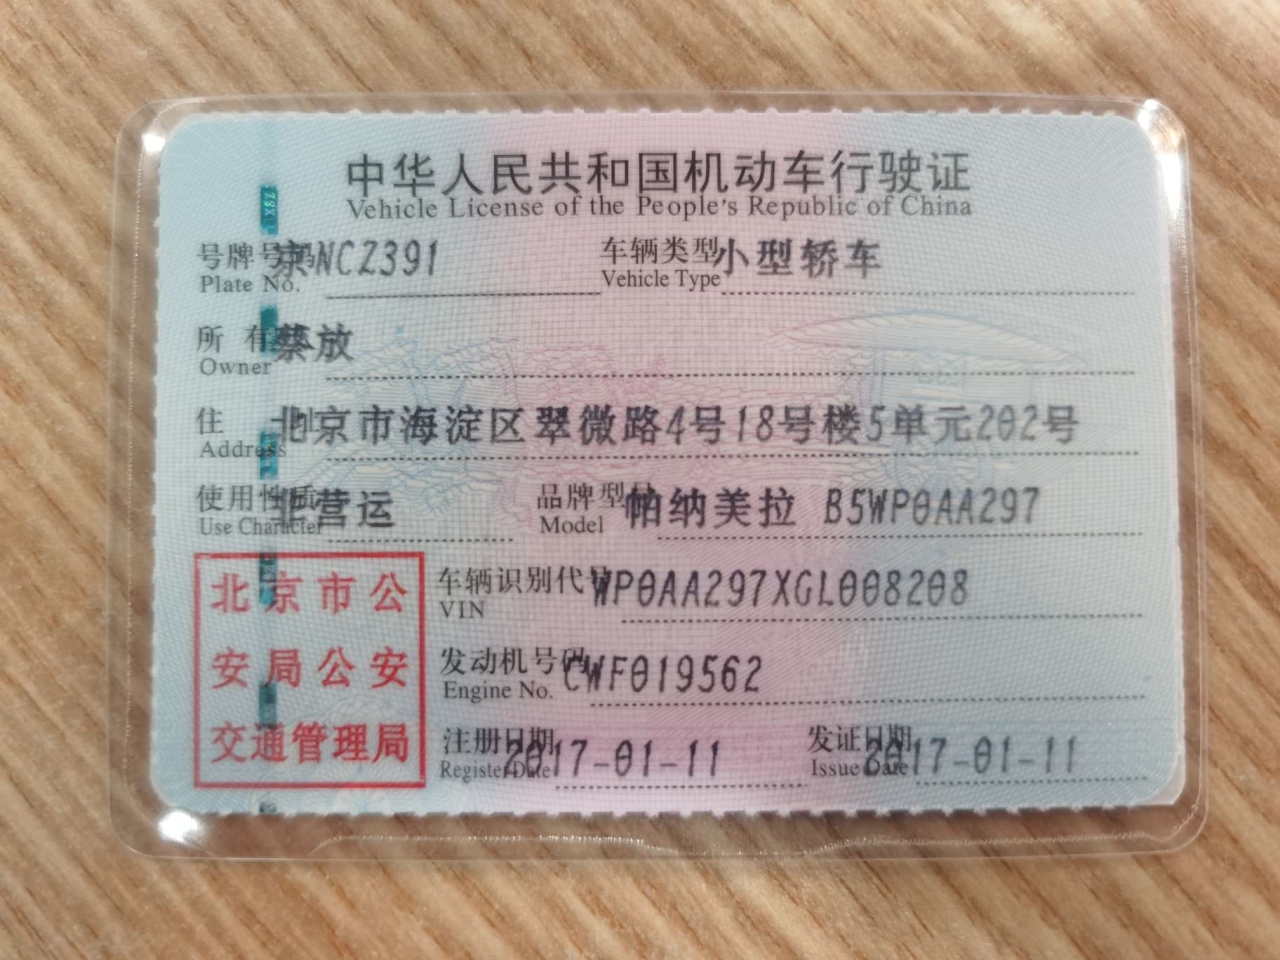 中华人民共和国机动车行驶证
Vehicle License of the People's Republic of China
号牌号码 京NCZ391 车辆类型 小型轿车
Plate No. Vehicle Type
所有 蔡放
Owner
住址 北京市海淀区翠微路4号18号楼5单元202号
Address
使用性质 非营运 品牌型号 帕纳美拉 B5WP0AA297
Use Character Model
车辆识别代号 WP0AA297XGL008208
VIN
发动机号码 CWF019562
Engine No.
注册日期 2017-01-11 发证日期 2017-01-11
Register Date Issue Date
北京市公
安局公安
交通管理局